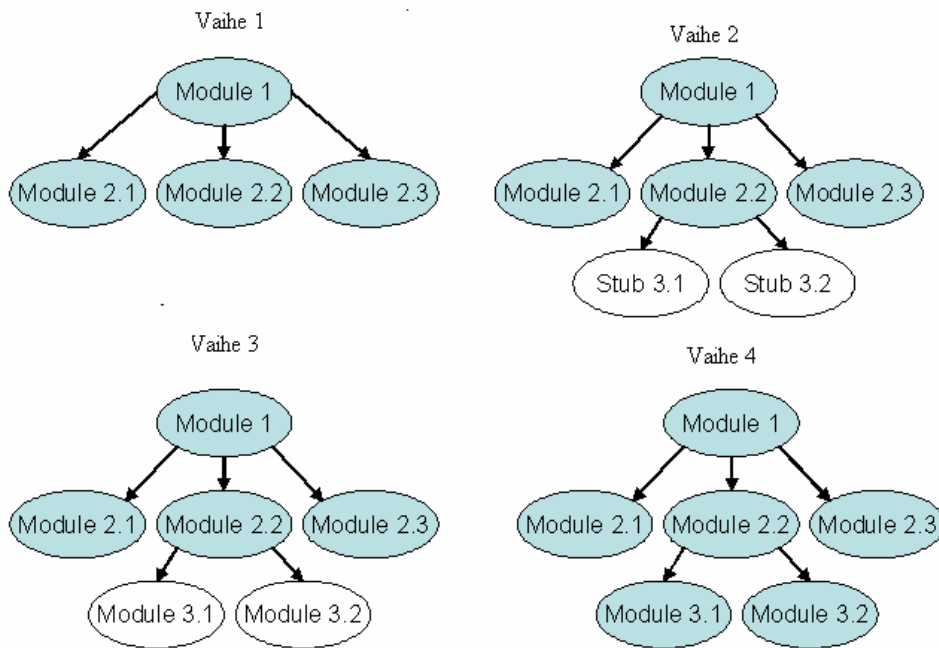 Vaihe 1
Module 1
Module 2.1
Module 2.2
Module 2.3
Vaihe 2
Module 1
Module 2.1
Module 2.2
Module 2.3
Stub 3.1
Stub 3.2
Vaihe 3
Module 1
Module 2.1
Module 2.2
Module 2.3
Module 3.1
Module 3.2
Vaihe 4
Module 1
Module 2.1
Module 2.2
Module 2.3
Module 3.1
Module 3.2